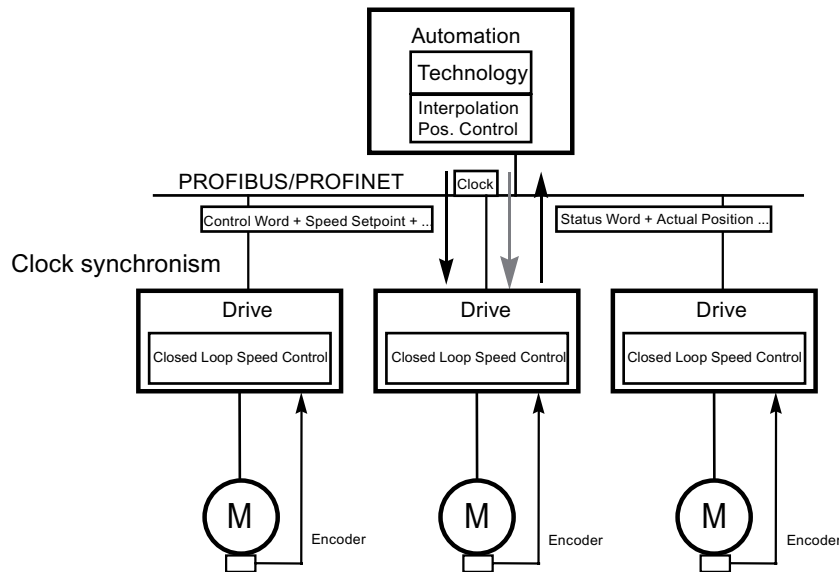 Automation
Technology
Interpolation
Pos. Control
PROFIBUS/PROFINET
Clock
Control Word + Speed Setpoint + ...
Status Word + Actual Position ...
Clock synchronism
Drive
Closed Loop Speed Control
Drive
Closed Loop Speed Control
Drive
Closed Loop Speed Control
M
Encoder
M
Encoder
M
Encoder